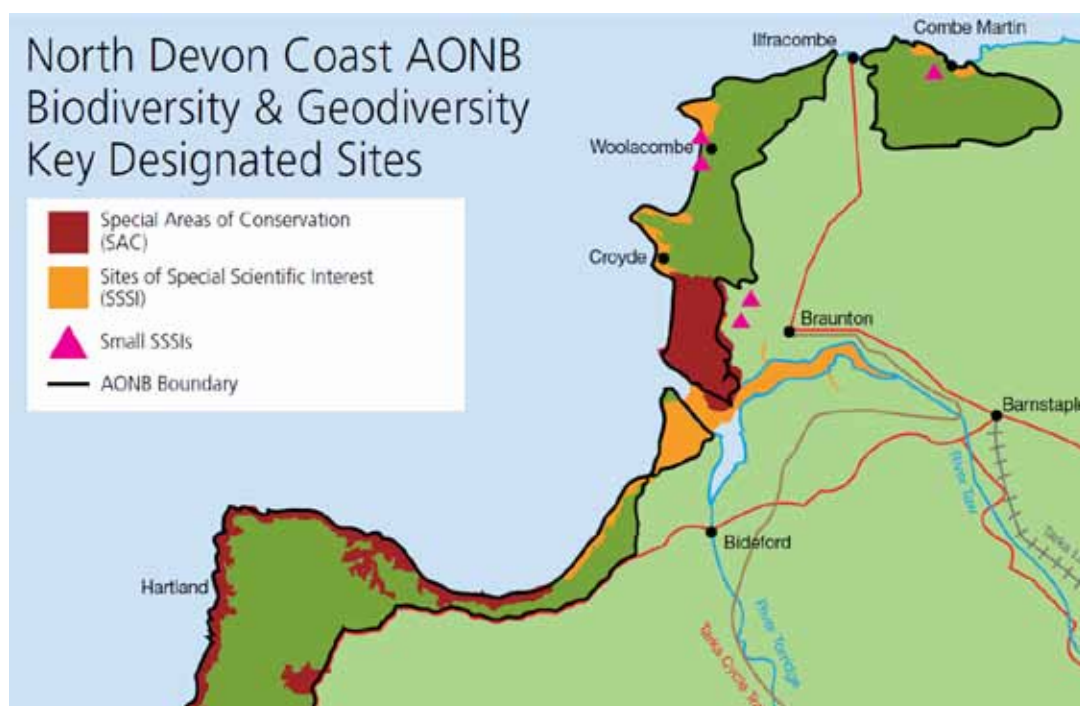 North Devon Coast AONB
Biodiversity & Geodiversity
Key Designated Sites
Special Areas of Conservation
(SAC)
Sites of Special Scientific Interest
(SSSI)
Small SSSIs
AONB Boundary
Ilfracombe
Combe Martin
Woolacombe
Croyde
Braunton
Barnstaple
River Taw
Tarka L
Bideford
Hartland
River Torridge
Tarka Cycle Tra